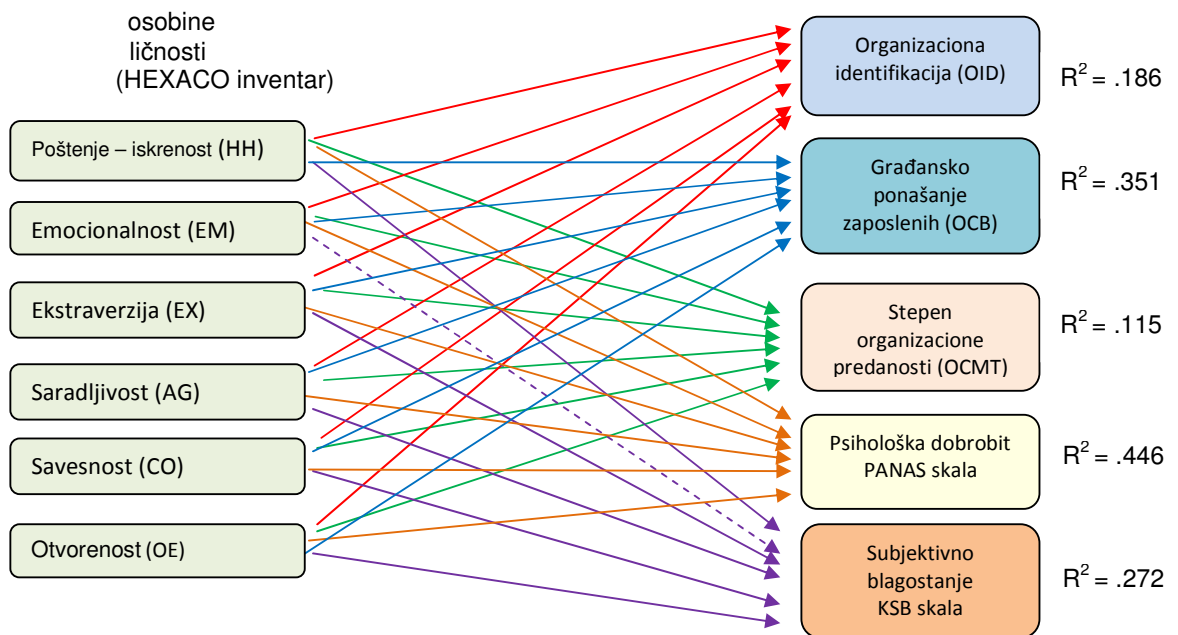 osobine
ličnosti
(HEXACO inventar)
Poštenje – iskrenost (HH)
Emocionalnost (EM)
Ekstraverzija (EX)
Saradljivost (AG)
Savesnost (CO)
Otvorenost (OE)
Organizaciona
identifikacija (OID)
R² = .186
Građansko
ponašanje
zaposlenih (OCB)
R² = .351
Stepen
organizacione
predanosti (OCMT)
R² = .115
Psihološka dobrobit
PANAS skala
R² = .446
Subjektivno
blagostanje
KSB skala
R² = .272